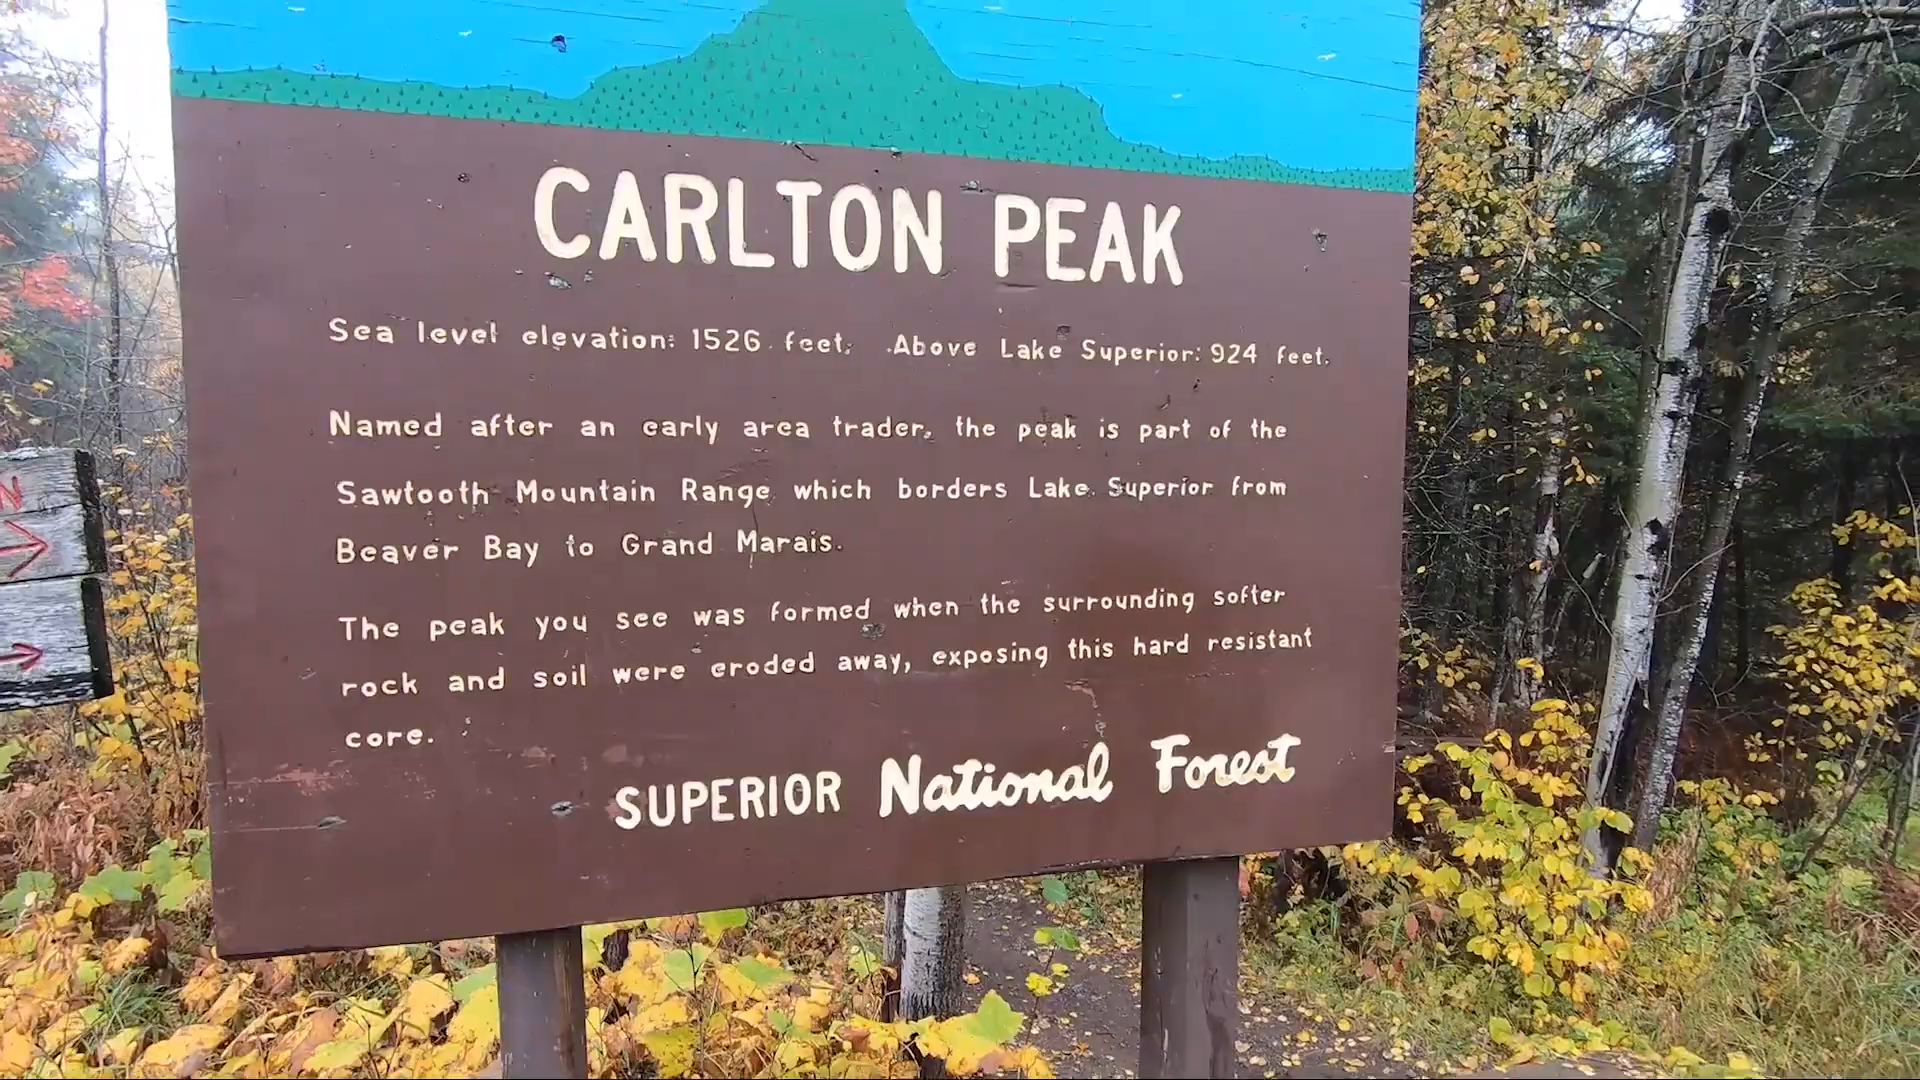 CARLTON PEAK
Sea level elevation: 1526 feet. Above Lake Superior: 924 feet.
Named after an early area trader, the peak is part of the
Sawtooth Mountain Range which borders Lake Superior from
Beaver Bay to Grand Marais.
The peak you see was formed when the surrounding softer
rock and soil were eroded away, exposing this hard resistant
core.
SUPERIOR National Forest